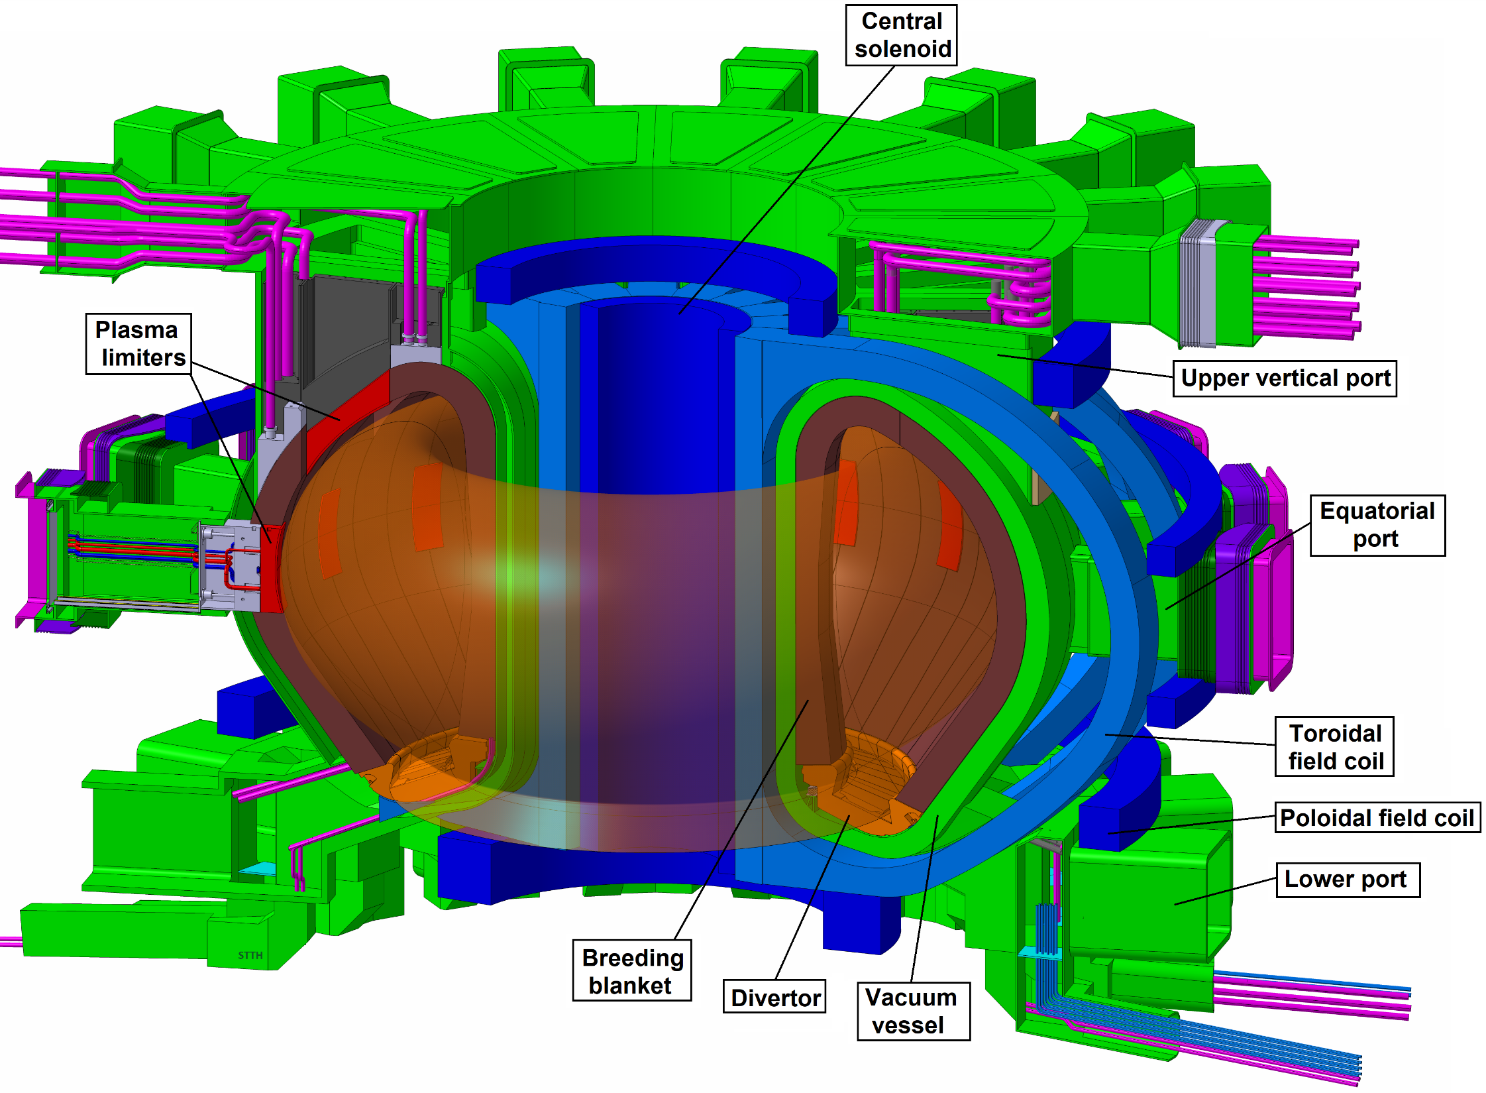 Central
solenoid
Plasma
limiters
Upper vertical port
Equatorial
port
Toroidal
field coil
Poloidal field coil
Lower port
Breeding
blanket
Divertor
Vacuum
vessel
STTH